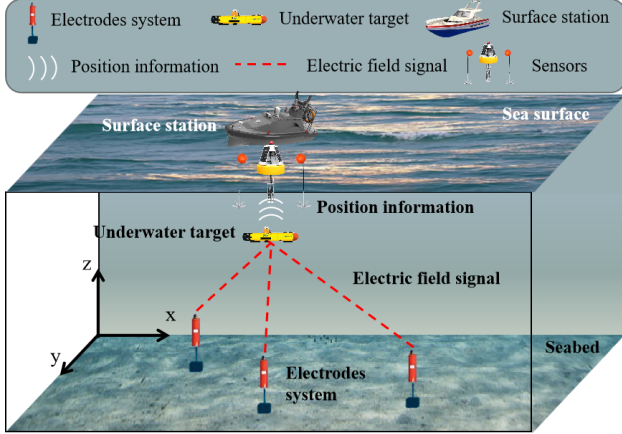 Electrodes system
Underwater target
Surface station
Position information
Electric field signal
Sensors
Surface station
Sea surface
Position information
Underwater target
z
Electric field signal
x
y
Seabed
Electrodes
system